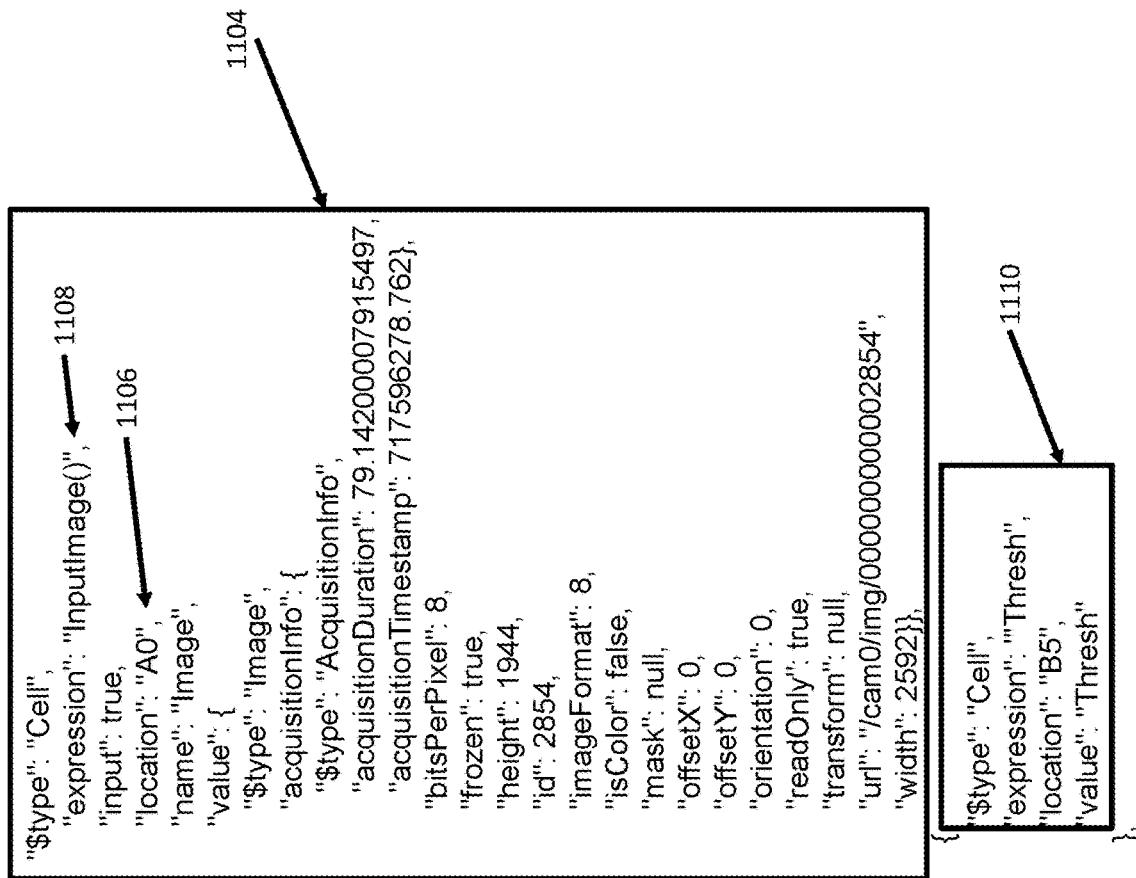 "$type": "Cell",
"expression": "InputImage()",
1108
"input": true,
"location": "A0",
1106
"name": "Image",
"value": {
"$type": "Image",
"acquisitionInfo": {
"$type": "AcquisitionInfo",
"acquisitionDuration": 79.14200007915497,
"acquisitionTimestamp": 717596278.762},
"bitsPerPixel": 8,
"frozen": true,
"height": 1944,
"id": 2854,
"imageFormat": 8,
"isColor": false,
"mask": null,
"offsetX": 0,
"offsetY": 0,
"orientation": 0,
"readOnly": true,
"transform": null,
"url": "/cam0/img/0000000000002854",
"width": 2592}},
1104
{
"$type": "Cell",
"expression": "'Thresh",
"location": "B5",
"value": "Thresh"
},
1110